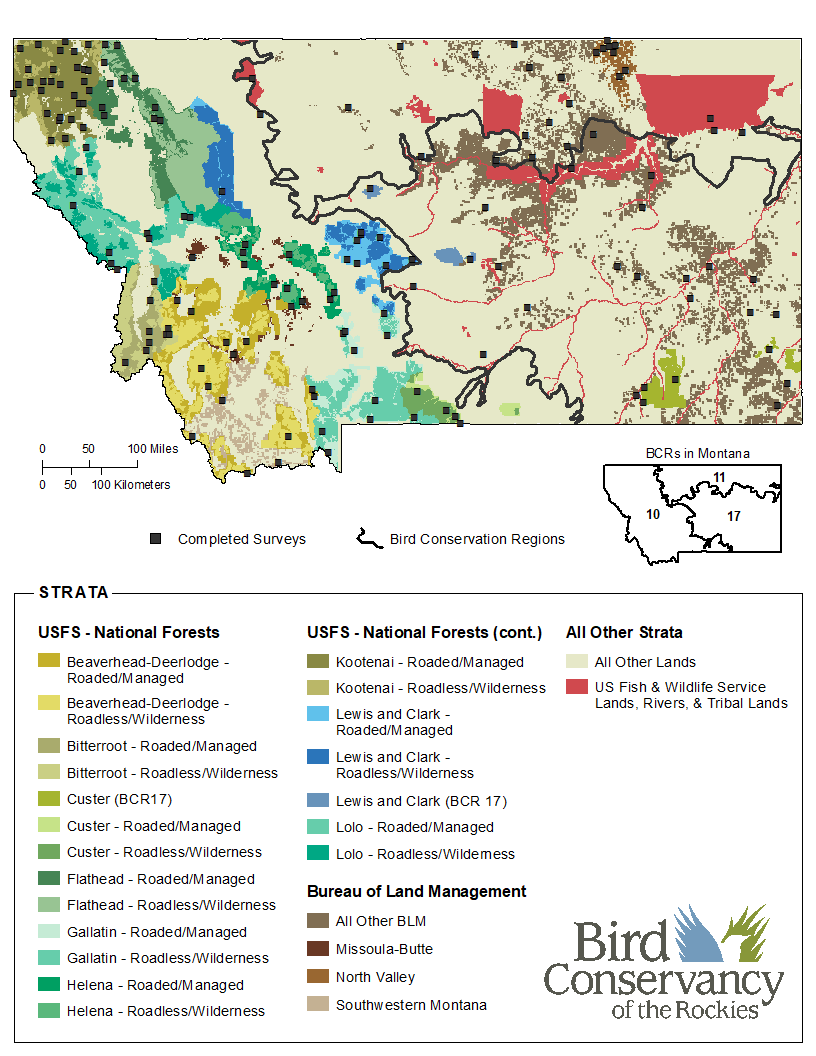 0 50 100 Miles
0 50 100 Kilometers
BCRs in Montana
11
10
17
Completed Surveys
Bird Conservation Regions
STRATA
USFS - National Forests
Beaverhead-Deerlodge -
Roaded/Managed
Beaverhead-Deerlodge -
Roadless/Wilderness
Bitterroot - Roaded/Managed
Bitterroot - Roadless/Wilderness
Custer (BCR17)
Custer - Roaded/Managed
Custer - Roadless/Wilderness
Flathead - Roaded/Managed
Flathead - Roadless/Wilderness
Gallatin - Roaded/Managed
Gallatin - Roadless/Wilderness
Helena - Roaded/Managed
Helena - Roadless/Wilderness
USFS - National Forests (cont.)
Kootenai - Roaded/Managed
Kootenai - Roadless/Wilderness
Lewis and Clark -
Roaded/Managed
Lewis and Clark -
Roadless/Wilderness
Lewis and Clark (BCR 17)
Lolo - Roaded/Managed
Lolo - Roadless/Wilderness
Bureau of Land Management
All Other BLM
Missoula-Butte
North Valley
Southwestern Montana
All Other Strata
All Other Lands
US Fish & Wildlife Service
Lands, Rivers, & Tribal Lands
Bird
Conservancy
of the Rockies